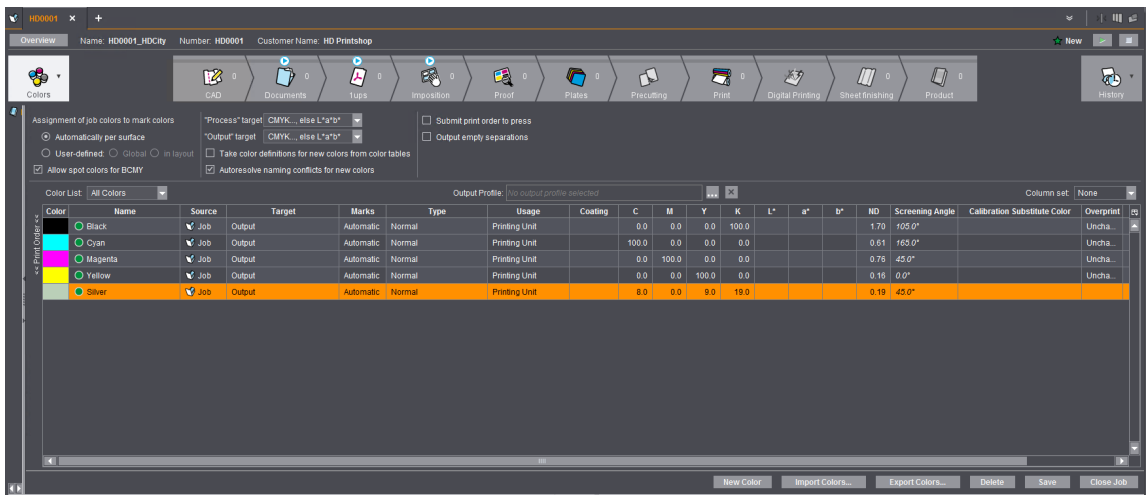 HD0001 × +
Overview Name: HD0001_HDCity Number: HD0001 Customer Name: HD Printshop New
Colors CAD 0 Documents 0 1ups 0 Imposition 0 Proof 0 Plates 0 Precutting Print 0 Digital Printing Sheetfinishing 0 Product 0 History
Assignment of job colors to mark colors "Process" target CMYK..., else L*a*b* Submit print order to press
Automatically per surface "Output" target CMYK..., else L*a*b* Output empty separations
User-defined: Global in layout Take color definitions for new colors from color tables
Allow spot colors for BCMY Autoresolve naming conflicts for new colors
Color List: All Colors Output Profile: No output profile selected ... Column set: None
<< Print Order <<
Color Name Source Target Marks Type Usage Coating C M Y K L* a* b* ND Screening Angle Calibration Substitute Color Overprint
Black Job Output Automatic Normal Printing Unit 0.0 0.0 0.0 100.0 1.70 105.0° Uncha...
Cyan Job Output Automatic Normal Printing Unit 100.0 0.0 0.0 0.0 0.61 165.0° Uncha...
Magenta Job Output Automatic Normal Printing Unit 0.0 100.0 0.0 0.0 0.76 45.0° Uncha...
Yellow Job Output Automatic Normal Printing Unit 0.0 0.0 100.0 0.0 0.16 0.0° Uncha...
Silver Job Output Automatic Normal Printing Unit 8.0 0.0 9.0 19.0 0.19 45.0° Uncha...
New Color Import Colors... Export Colors... Delete Save Close Job